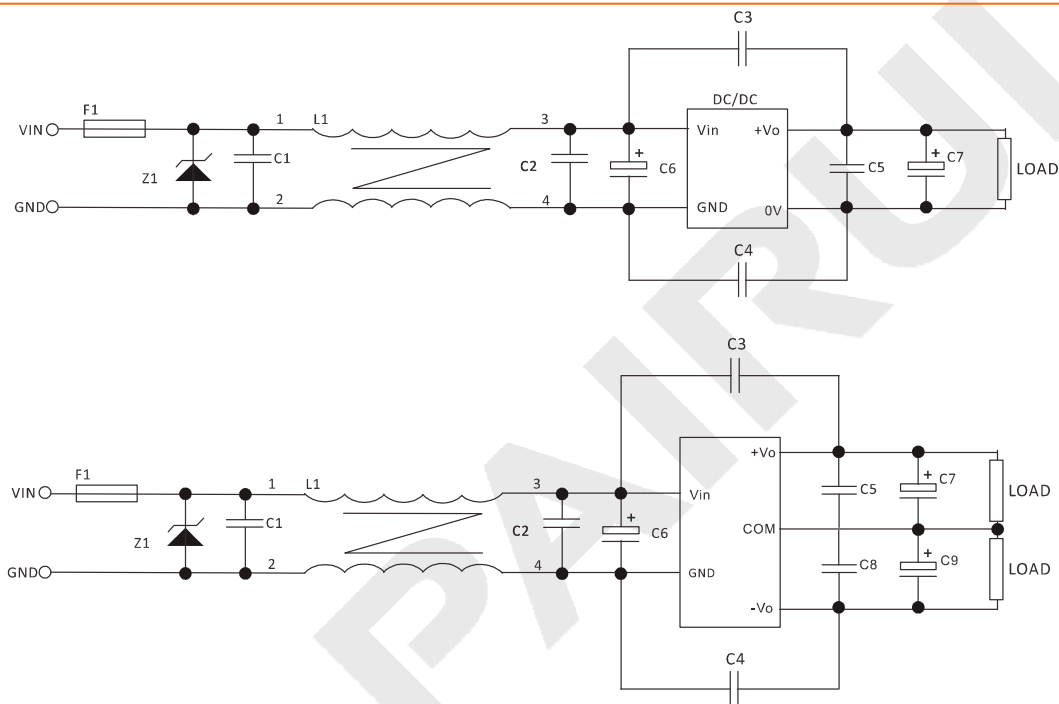 C3
F1
1
L1
3
DC/DC
VIN
Vin
+Vo
+
+
Z1
C1
C2
C6
C5
C7
LOAD
GND
2
4
GND
0V
C4
PAIRUI
C3
+Vo
F1
1
L1
3
VIN
Vin
+
+
C5
C7
LOAD
Z1
C1
C2
C6
COM
+
GND
2
4
GND
C8
C9
LOAD
-Vo
C4